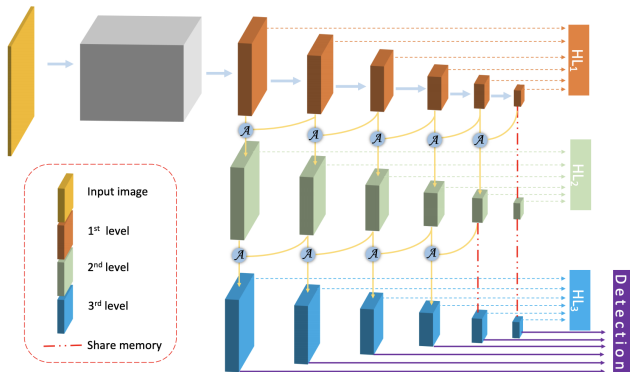 HL1
𝒜 𝒜 𝒜 𝒜 𝒜
HL2
𝒜 𝒜 𝒜 𝒜
HL3
Detection
Input image
1st level
2nd level
3rd level
Share memory